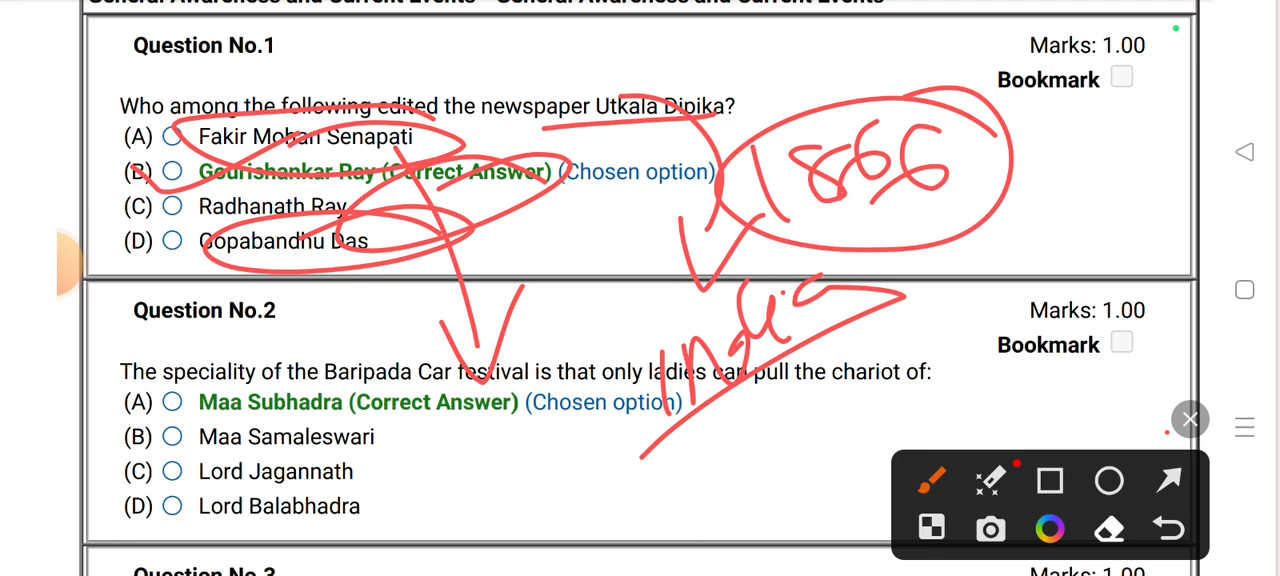 General Awareness and Current Events - General Awareness and Current Events
Question No.1
Marks: 1.00
Bookmark
Who among the following edited the newspaper Utkala Dipika?
(A) Fakir Mohan Senapati
(B) Gourishankar Ray (Correct Answer) (Chosen option)
(C) Radhanath Ray
(D) Gopabandhu Das
1866
Question No.2
Marks: 1.00
Bookmark
India
The speciality of the Baripada Car festival is that only ladies can pull the chariot of:
(A) Maa Subhadra (Correct Answer) (Chosen option)
(B) Maa Samaleswari
(C) Lord Jagannath
(D) Lord Balabhadra
Question No.3
Marks: 1.00